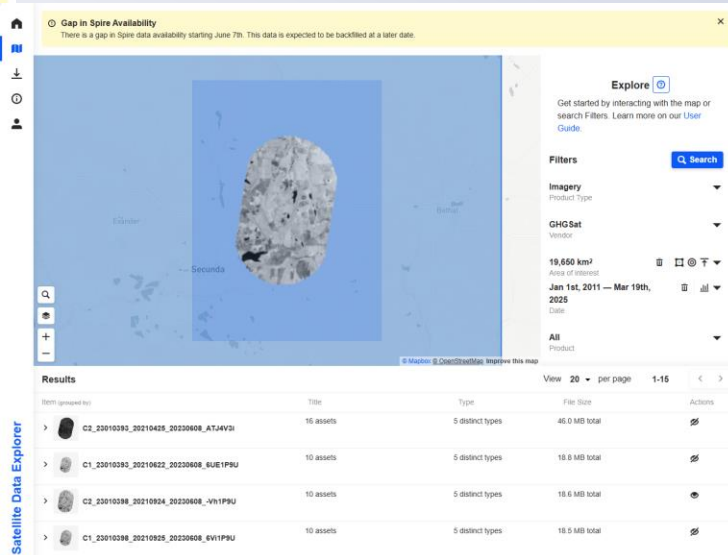 Gap in Spire Availability
There is a gap in Spire data availability starting June 7th. This data is expected to be backfilled at a later date.
Explore
Get started by interacting with the map or
search Filters. Learn more on our User
Guide.
Filters
Search
Imagery
Product Type
GHGSat
Vendor
19,650 km²
Area of interest
Jan 1st, 2011 — Mar 19th,
2025
Date
All
Product
Evander
Bethal
Secunda
© Mapbox © OpenStreetMap Improve this map
Results
View 20 per page 1-15
Item (grouped by) Title Type File Size Actions
C2_23010393_20210425_20230608_ATJ4V3i 16 assets 5 distinct types 46.0 MB total
C1_23010393_20210622_20230608_6UE1P9U 10 assets 5 distinct types 18.8 MB total
C2_23010398_20210924_20230608_-Vh1P9U 10 assets 5 distinct types 18.6 MB total
C1_23010398_20210925_20230608_6Vi1P9U 10 assets 5 distinct types 18.5 MB total
Satellite Data Explorer